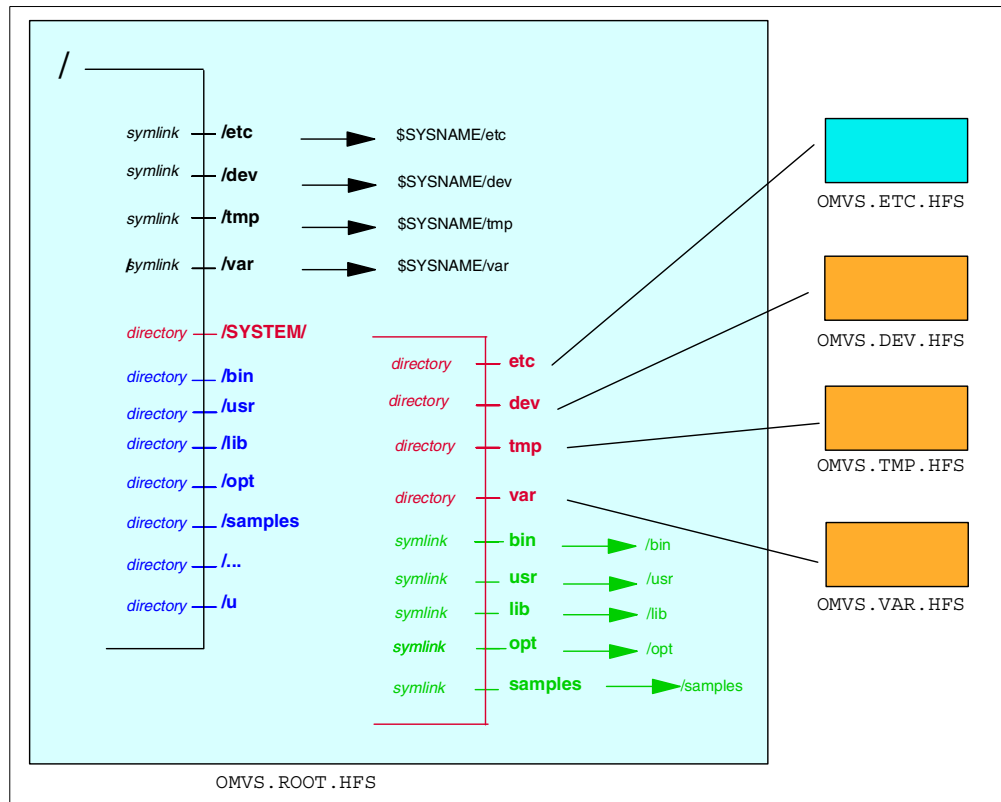 /
symlink /etc $SYSNAME/etc
symlink /dev $SYSNAME/dev
symlink /tmp $SYSNAME/tmp
/symlink /var $SYSNAME/var
directory /SYSTEM/
directory /bin
directory /usr
directory /lib
directory /opt
directory /samples
directory /...
directory /u
directory etc
directory dev
directory tmp
directory var
symlink bin /bin
symlink usr /usr
symlink lib /lib
symlink opt /opt
symlink samples /samples
OMVS.ETC.HFS
OMVS.DEV.HFS
OMVS.TMP.HFS
OMVS.VAR.HFS
OMVS.ROOT.HFS